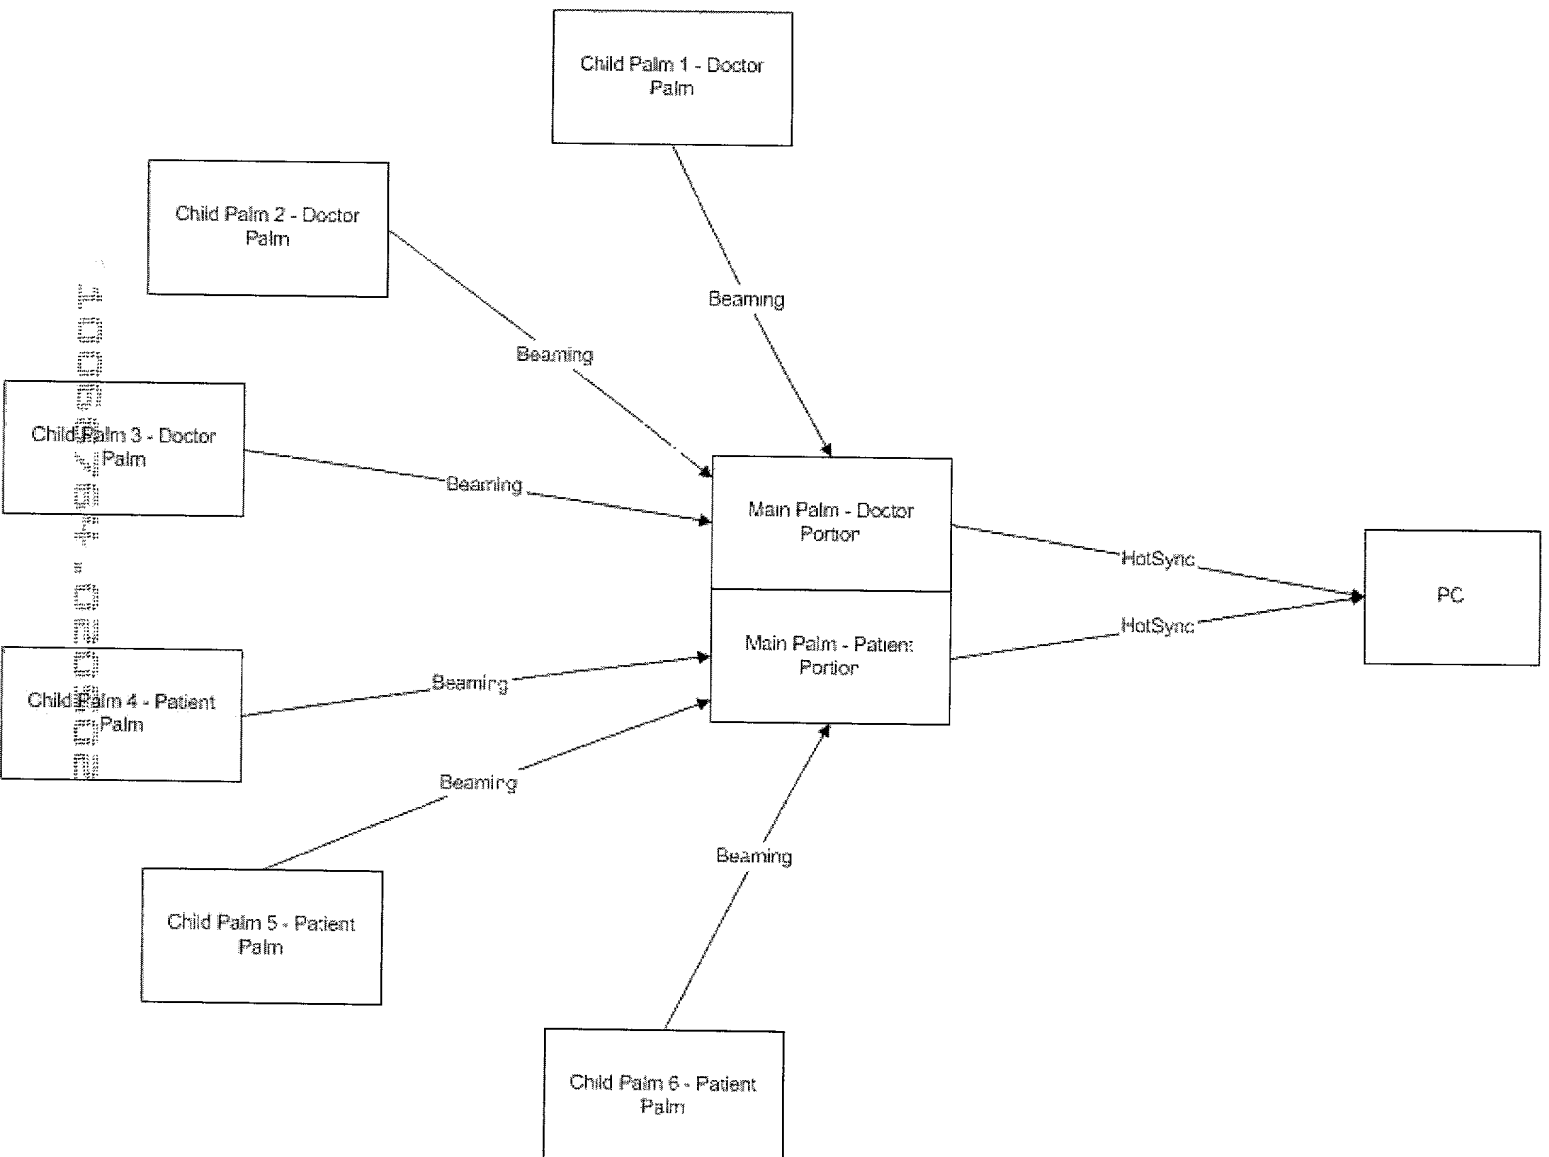 Child Palm 1 - Doctor
Palm
Child Palm 2 - Doctor
Palm
Beaming
Beaming
Child Palm 3 - Doctor
Palm
Beaming
Main Palm - Doctor
Portion
HotSync
PC
HotSync
Main Palm - Patient
Portion
Beaming
Child Palm 4 - Patient
Palm
Beaming
Beaming
Child Palm 5 - Patient
Palm
Child Palm 6 - Patient
Palm